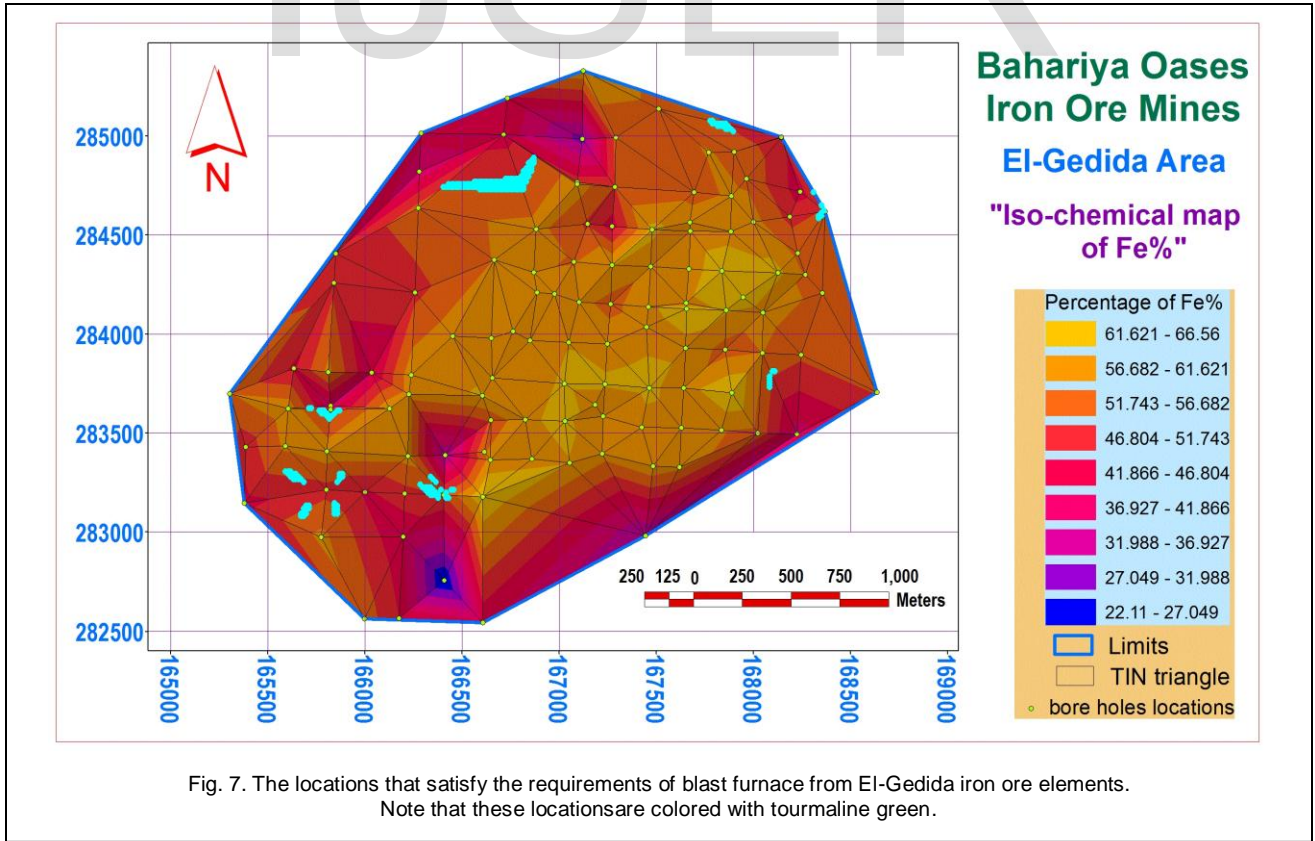 IJSER
Bahariya Oases
Iron Ore Mines
El-Gedida Area
"Iso-chemical map
of Fe%"
N
285000
284500
284000
283500
283000
282500
165000
165500
166000
166500
167000
167500
168000
168500
169000
250 125 0 250 500 750 1,000
Meters
Percentage of Fe%
61.621 - 66.56
56.682 - 61.621
51.743 - 56.682
46.804 - 51.743
41.866 - 46.804
36.927 - 41.866
31.988 - 36.927
27.049 - 31.988
22.11 - 27.049
Limits
TIN triangle
bore holes locations
Fig. 7. The locations that satisfy the requirements of blast furnace from El-Gedida iron ore elements.
Note that these locationsare colored with tourmaline green.